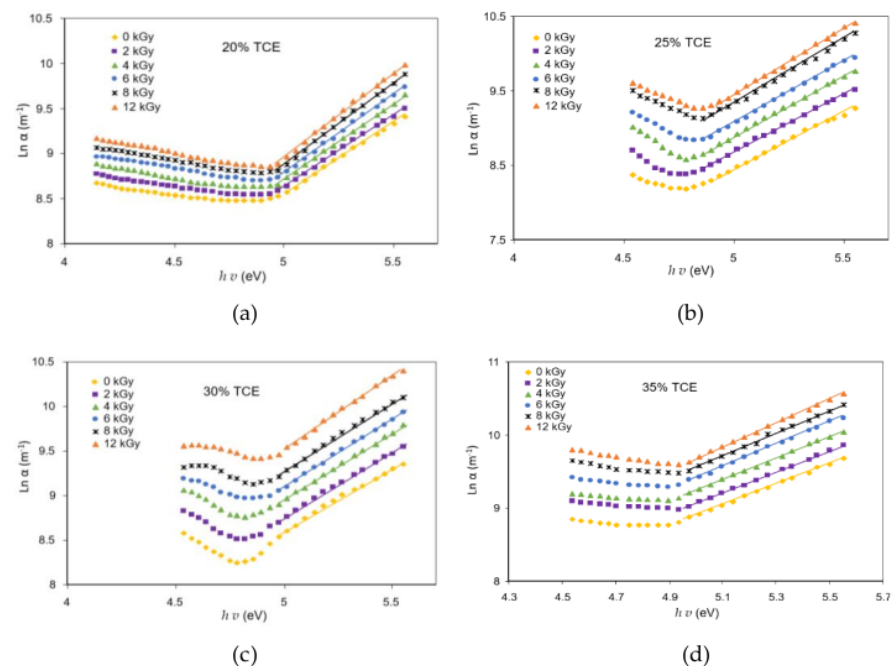 10.5
10
9.5
9
8.5
8
4
4.5
5
5.5
Ln α (m⁻¹)
h v (eV)
20% TCE
0 kGy
2 kGy
4 kGy
6 kGy
8 kGy
12 kGy
(a)
10.5
9.5
8.5
7.5
4
4.5
5
5.5
Ln α (m⁻¹)
h v (eV)
25% TCE
0 kGy
2 kGy
4 kGy
6 kGy
8 kGy
12 kGy
(b)
10.5
10
9.5
9
8.5
8
4
4.5
5
5.5
Ln α (m⁻¹)
h v (eV)
30% TCE
0 kGy
2 kGy
4 kGy
6 kGy
8 kGy
12 kGy
(c)
11
10
9
8
4.3
4.5
4.7
4.9
5.1
5.3
5.5
5.7
Ln α (m⁻¹)
h v (eV)
35% TCE
0 kGy
2 kGy
4 kGy
6 kGy
8 kGy
12 kGy
(d)